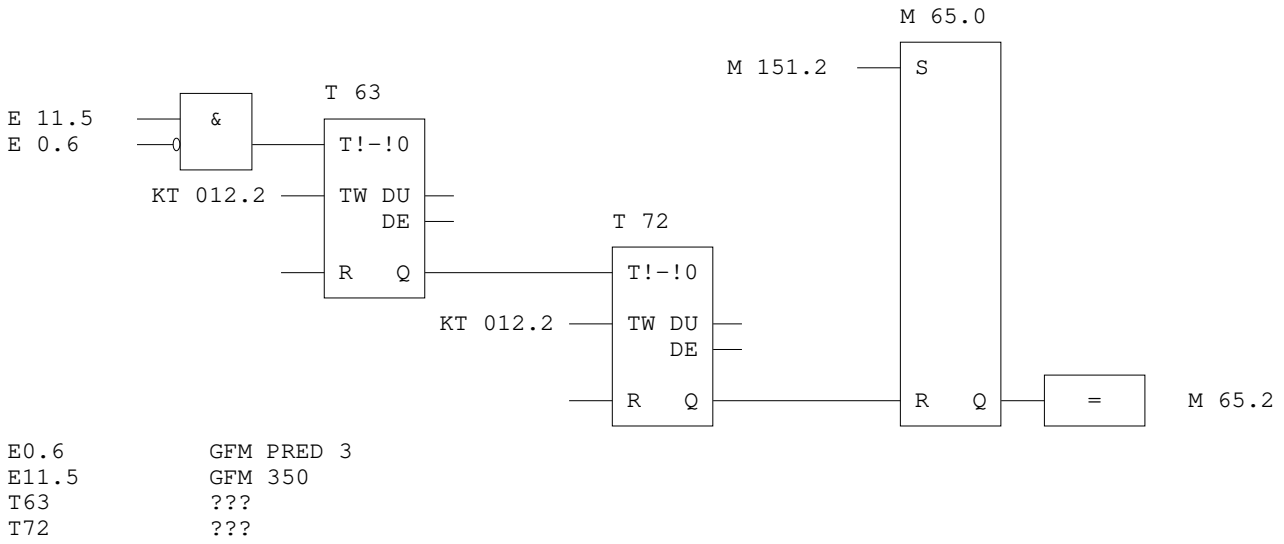 M 65.0
M 151.2 S
T 63
E 11.5 &
E 0.6 T!-!0
KT 012.2 TW DU
DE
T 72
R Q T!-!0
KT 012.2 TW DU
DE
R Q R Q = M 65.2
E0.6 GFM PRED 3
E11.5 GFM 350
T63 ???
T72 ???